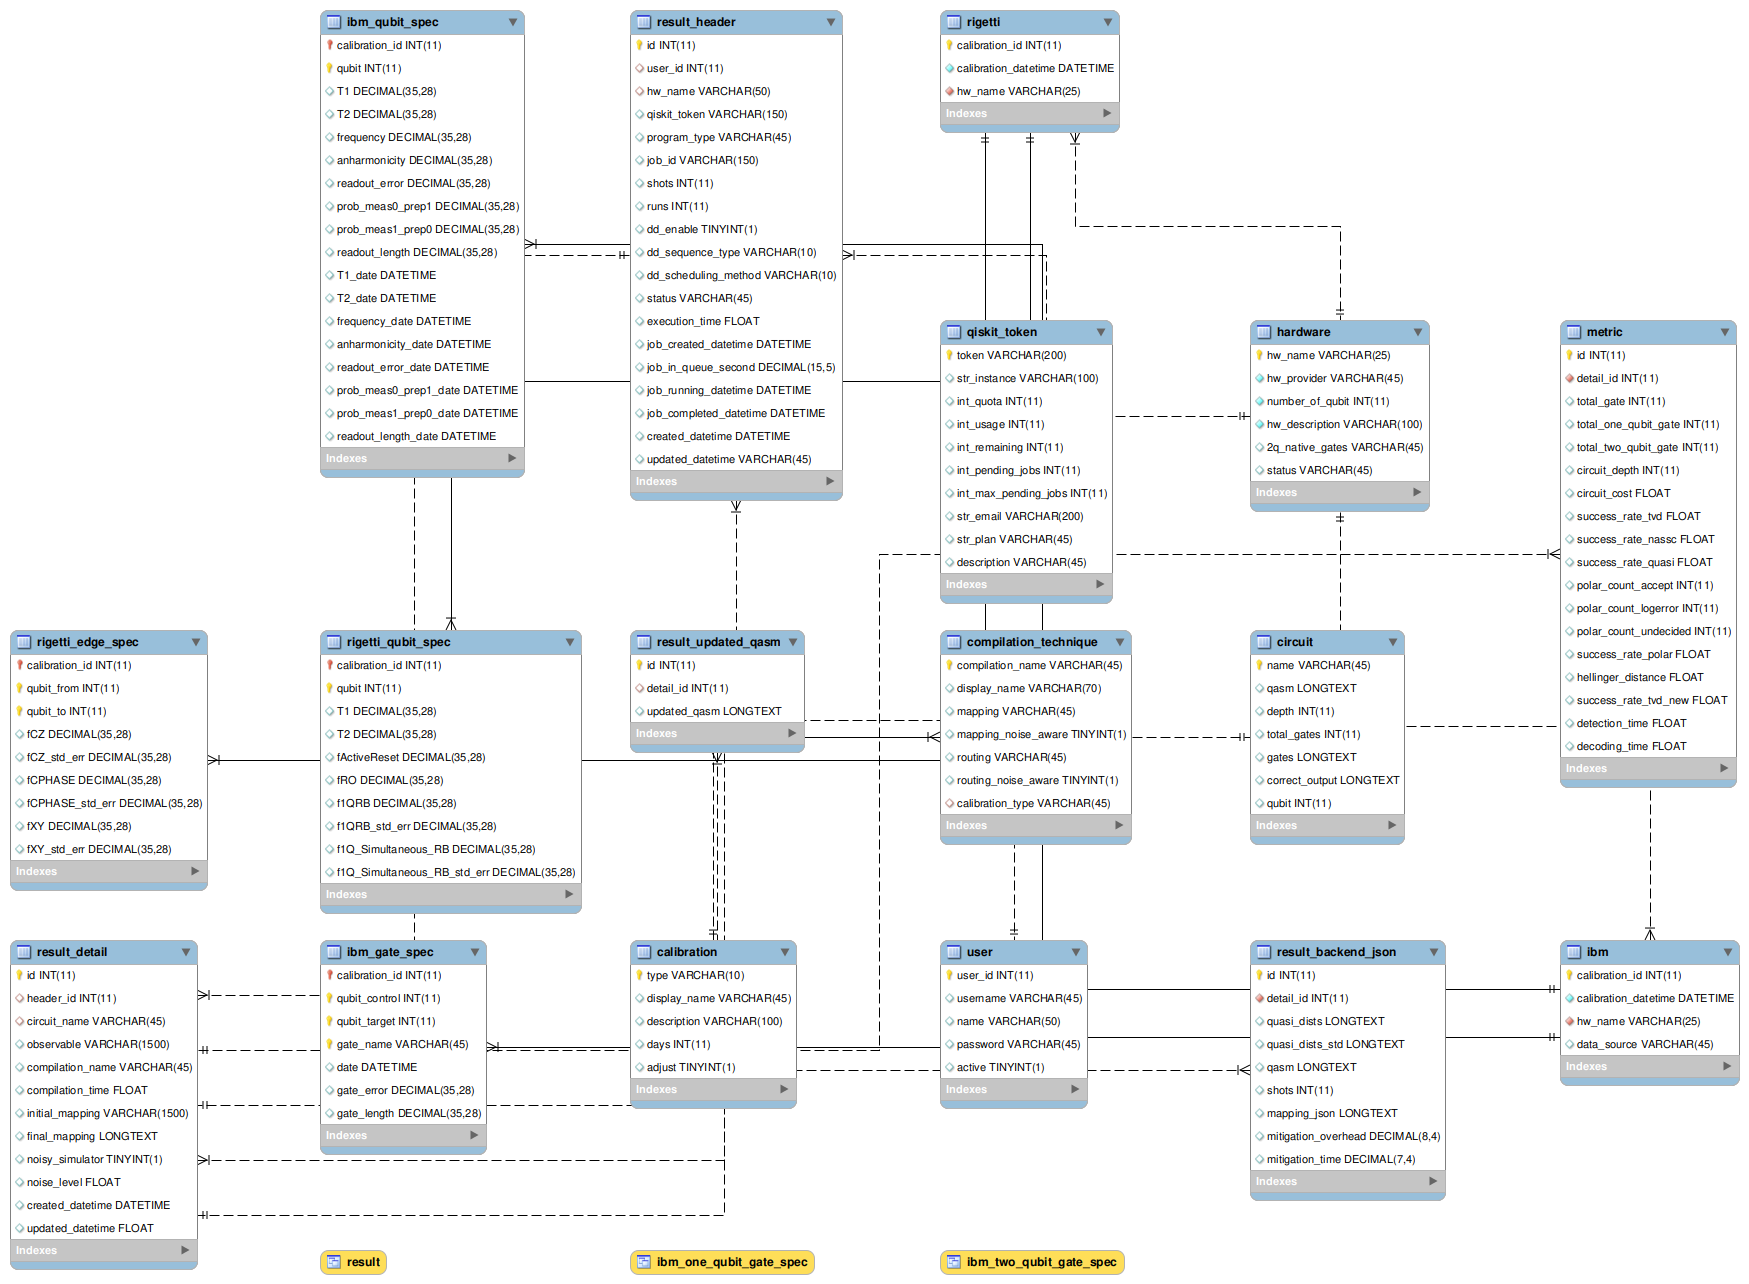 ibm_qubit_spec
calibration_id INT(11)
qubit INT(11)
T1 DECIMAL(35,28)
T2 DECIMAL(35,28)
frequency DECIMAL(35,28)
anharmonicity DECIMAL(35,28)
readout_error DECIMAL(35,28)
prob_meas0_prep1 DECIMAL(35,28)
prob_meas1_prep0 DECIMAL(35,28)
readout_length DECIMAL(35,28)
T1_date DATETIME
T2_date DATETIME
frequency_date DATETIME
anharmonicity_date DATETIME
readout_error_date DATETIME
prob_meas0_prep1_date DATETIME
prob_meas1_prep0_date DATETIME
readout_length_date DATETIME
Indexes
result_header
id INT(11)
user_id INT(11)
hw_name VARCHAR(50)
qiskit_token VARCHAR(150)
program_type VARCHAR(45)
job_id VARCHAR(150)
shots INT(11)
runs INT(11)
dd_enable TINYINT(1)
dd_sequence_type VARCHAR(10)
dd_scheduling_method VARCHAR(10)
status VARCHAR(45)
execution_time FLOAT
job_created_datetime DATETIME
job_in_queue_second DECIMAL(15,5)
job_running_datetime DATETIME
job_completed_datetime DATETIME
created_datetime DATETIME
updated_datetime VARCHAR(45)
Indexes
rigetti
calibration_id INT(11)
calibration_datetime DATETIME
hw_name VARCHAR(25)
Indexes
qiskit_token
token VARCHAR(200)
str_instance VARCHAR(100)
int_quota INT(11)
int_usage INT(11)
int_remaining INT(11)
int_pending_jobs INT(11)
int_max_pending_jobs INT(11)
str_email VARCHAR(200)
str_plan VARCHAR(45)
description VARCHAR(45)
Indexes
hardware
hw_name VARCHAR(25)
hw_provider VARCHAR(45)
number_of_qubit INT(11)
hw_description VARCHAR(100)
2q_native_gates VARCHAR(45)
status VARCHAR(45)
Indexes
metric
id INT(11)
detail_id INT(11)
total_gate INT(11)
total_one_qubit_gate INT(11)
total_two_qubit_gate INT(11)
circuit_depth INT(11)
circuit_cost FLOAT
success_rate_tvd FLOAT
success_rate_nassc FLOAT
success_rate_quasi FLOAT
polar_count_accept INT(11)
polar_count_logerror INT(11)
polar_count_undecided INT(11)
success_rate_polar FLOAT
hellinger_distance FLOAT
success_rate_tvd_new FLOAT
detection_time FLOAT
decoding_time FLOAT
Indexes
rigetti_edge_spec
calibration_id INT(11)
qubit_from INT(11)
qubit_to INT(11)
fCZ DECIMAL(35,28)
fCZ_std_err DECIMAL(35,28)
fCPHASE DECIMAL(35,28)
fCPHASE_std_err DECIMAL(35,28)
fXY DECIMAL(35,28)
fXY_std_err DECIMAL(35,28)
Indexes
rigetti_qubit_spec
calibration_id INT(11)
qubit INT(11)
T1 DECIMAL(35,28)
T2 DECIMAL(35,28)
fActiveReset DECIMAL(35,28)
fRO DECIMAL(35,28)
f1QRB DECIMAL(35,28)
f1QRB_std_err DECIMAL(35,28)
f1Q_Simultaneous_RB DECIMAL(35,28)
f1Q_Simultaneous_RB_std_err DECIMAL(35,28)
Indexes
result_updated_qasm
id INT(11)
detail_id INT(11)
updated_qasm LONGTEXT
Indexes
compilation_technique
compilation_name VARCHAR(45)
display_name VARCHAR(70)
mapping VARCHAR(45)
mapping_noise_aware TINYINT(1)
routing VARCHAR(45)
routing_noise_aware TINYINT(1)
calibration_type VARCHAR(45)
Indexes
circuit
name VARCHAR(45)
qasm LONGTEXT
depth INT(11)
total_gates INT(11)
gates LONGTEXT
correct_output LONGTEXT
qubit INT(11)
Indexes
result_detail
id INT(11)
header_id INT(11)
circuit_name VARCHAR(45)
observable VARCHAR(1500)
compilation_name VARCHAR(45)
compilation_time FLOAT
initial_mapping VARCHAR(1500)
final_mapping LONGTEXT
noisy_simulator TINYINT(1)
noise_level FLOAT
created_datetime DATETIME
updated_datetime FLOAT
Indexes
ibm_gate_spec
calibration_id INT(11)
qubit_control INT(11)
qubit_target INT(11)
gate_name VARCHAR(45)
date DATETIME
gate_error DECIMAL(35,28)
gate_length DECIMAL(35,28)
Indexes
calibration
type VARCHAR(10)
display_name VARCHAR(45)
description VARCHAR(100)
days INT(11)
adjust TINYINT(1)
Indexes
user
user_id INT(11)
username VARCHAR(45)
name VARCHAR(50)
password VARCHAR(45)
active TINYINT(1)
Indexes
result_backend_json
id INT(11)
detail_id INT(11)
quasi_dists LONGTEXT
quasi_dists_std LONGTEXT
qasm LONGTEXT
shots INT(11)
mapping_json LONGTEXT
mitigation_overhead DECIMAL(8,4)
mitigation_time DECIMAL(7,4)
Indexes
ibm
calibration_id INT(11)
calibration_datetime DATETIME
hw_name VARCHAR(25)
data_source VARCHAR(45)
Indexes
result
ibm_one_qubit_gate_spec
ibm_two_qubit_gate_spec